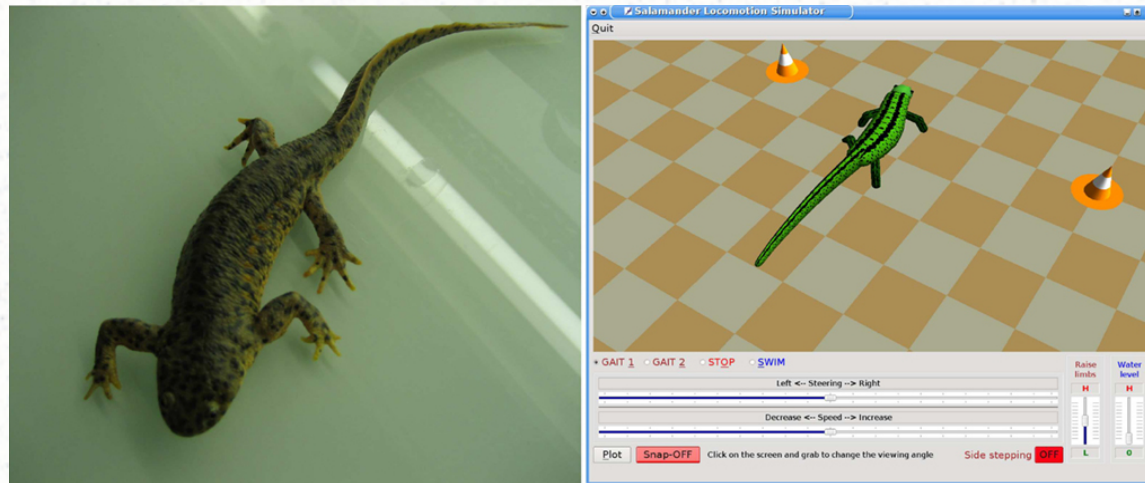 Salamander Locomotion Simulator
Quit
GAIT 1 GAIT 2 STOP SWIM
Left <-- Steering --> Right
Decrease <-- Speed --> Increase
Plot Snap-OFF Click on the screen and grab to change the viewing angle Side stepping OFF
Raise
limbs
H
L
Water
level
H
0